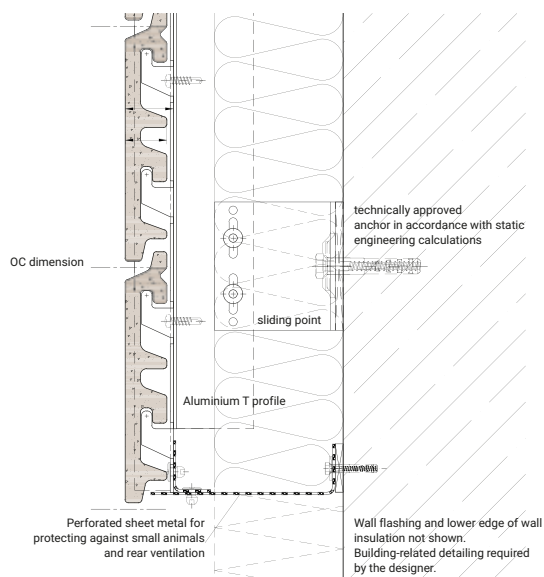 technically approved
anchor in accordance with static
engineering calculations
OC dimension
sliding point
Aluminium T profile
Perforated sheet metal for
protecting against small animals
and rear ventilation
Wall flashing and lower edge of wall
insulation not shown.
Building-related detailing required
by the designer.